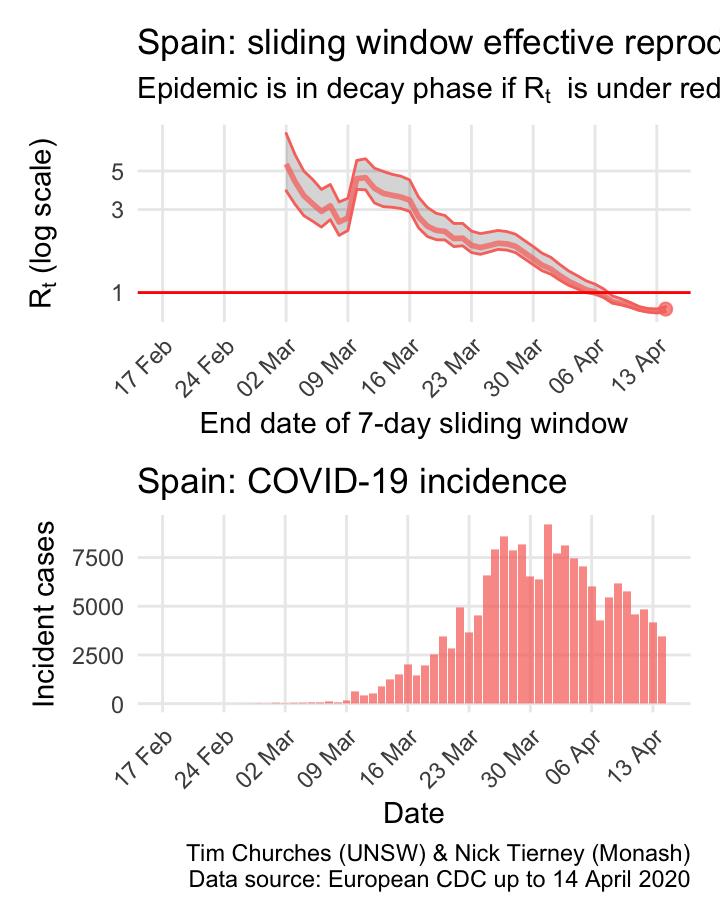 Spain: sliding window effective reprod
Epidemic is in decay phase if Rt is under red
Rt (log scale)
5
3
1
17 Feb
24 Feb
02 Mar
09 Mar
16 Mar
23 Mar
30 Mar
06 Apr
13 Apr
End date of 7-day sliding window
Spain: COVID-19 incidence
Incident cases
7500
5000
2500
0
17 Feb
24 Feb
02 Mar
09 Mar
16 Mar
23 Mar
30 Mar
06 Apr
13 Apr
Date
Tim Churches (UNSW) & Nick Tierney (Monash)
Data source: European CDC up to 14 April 2020